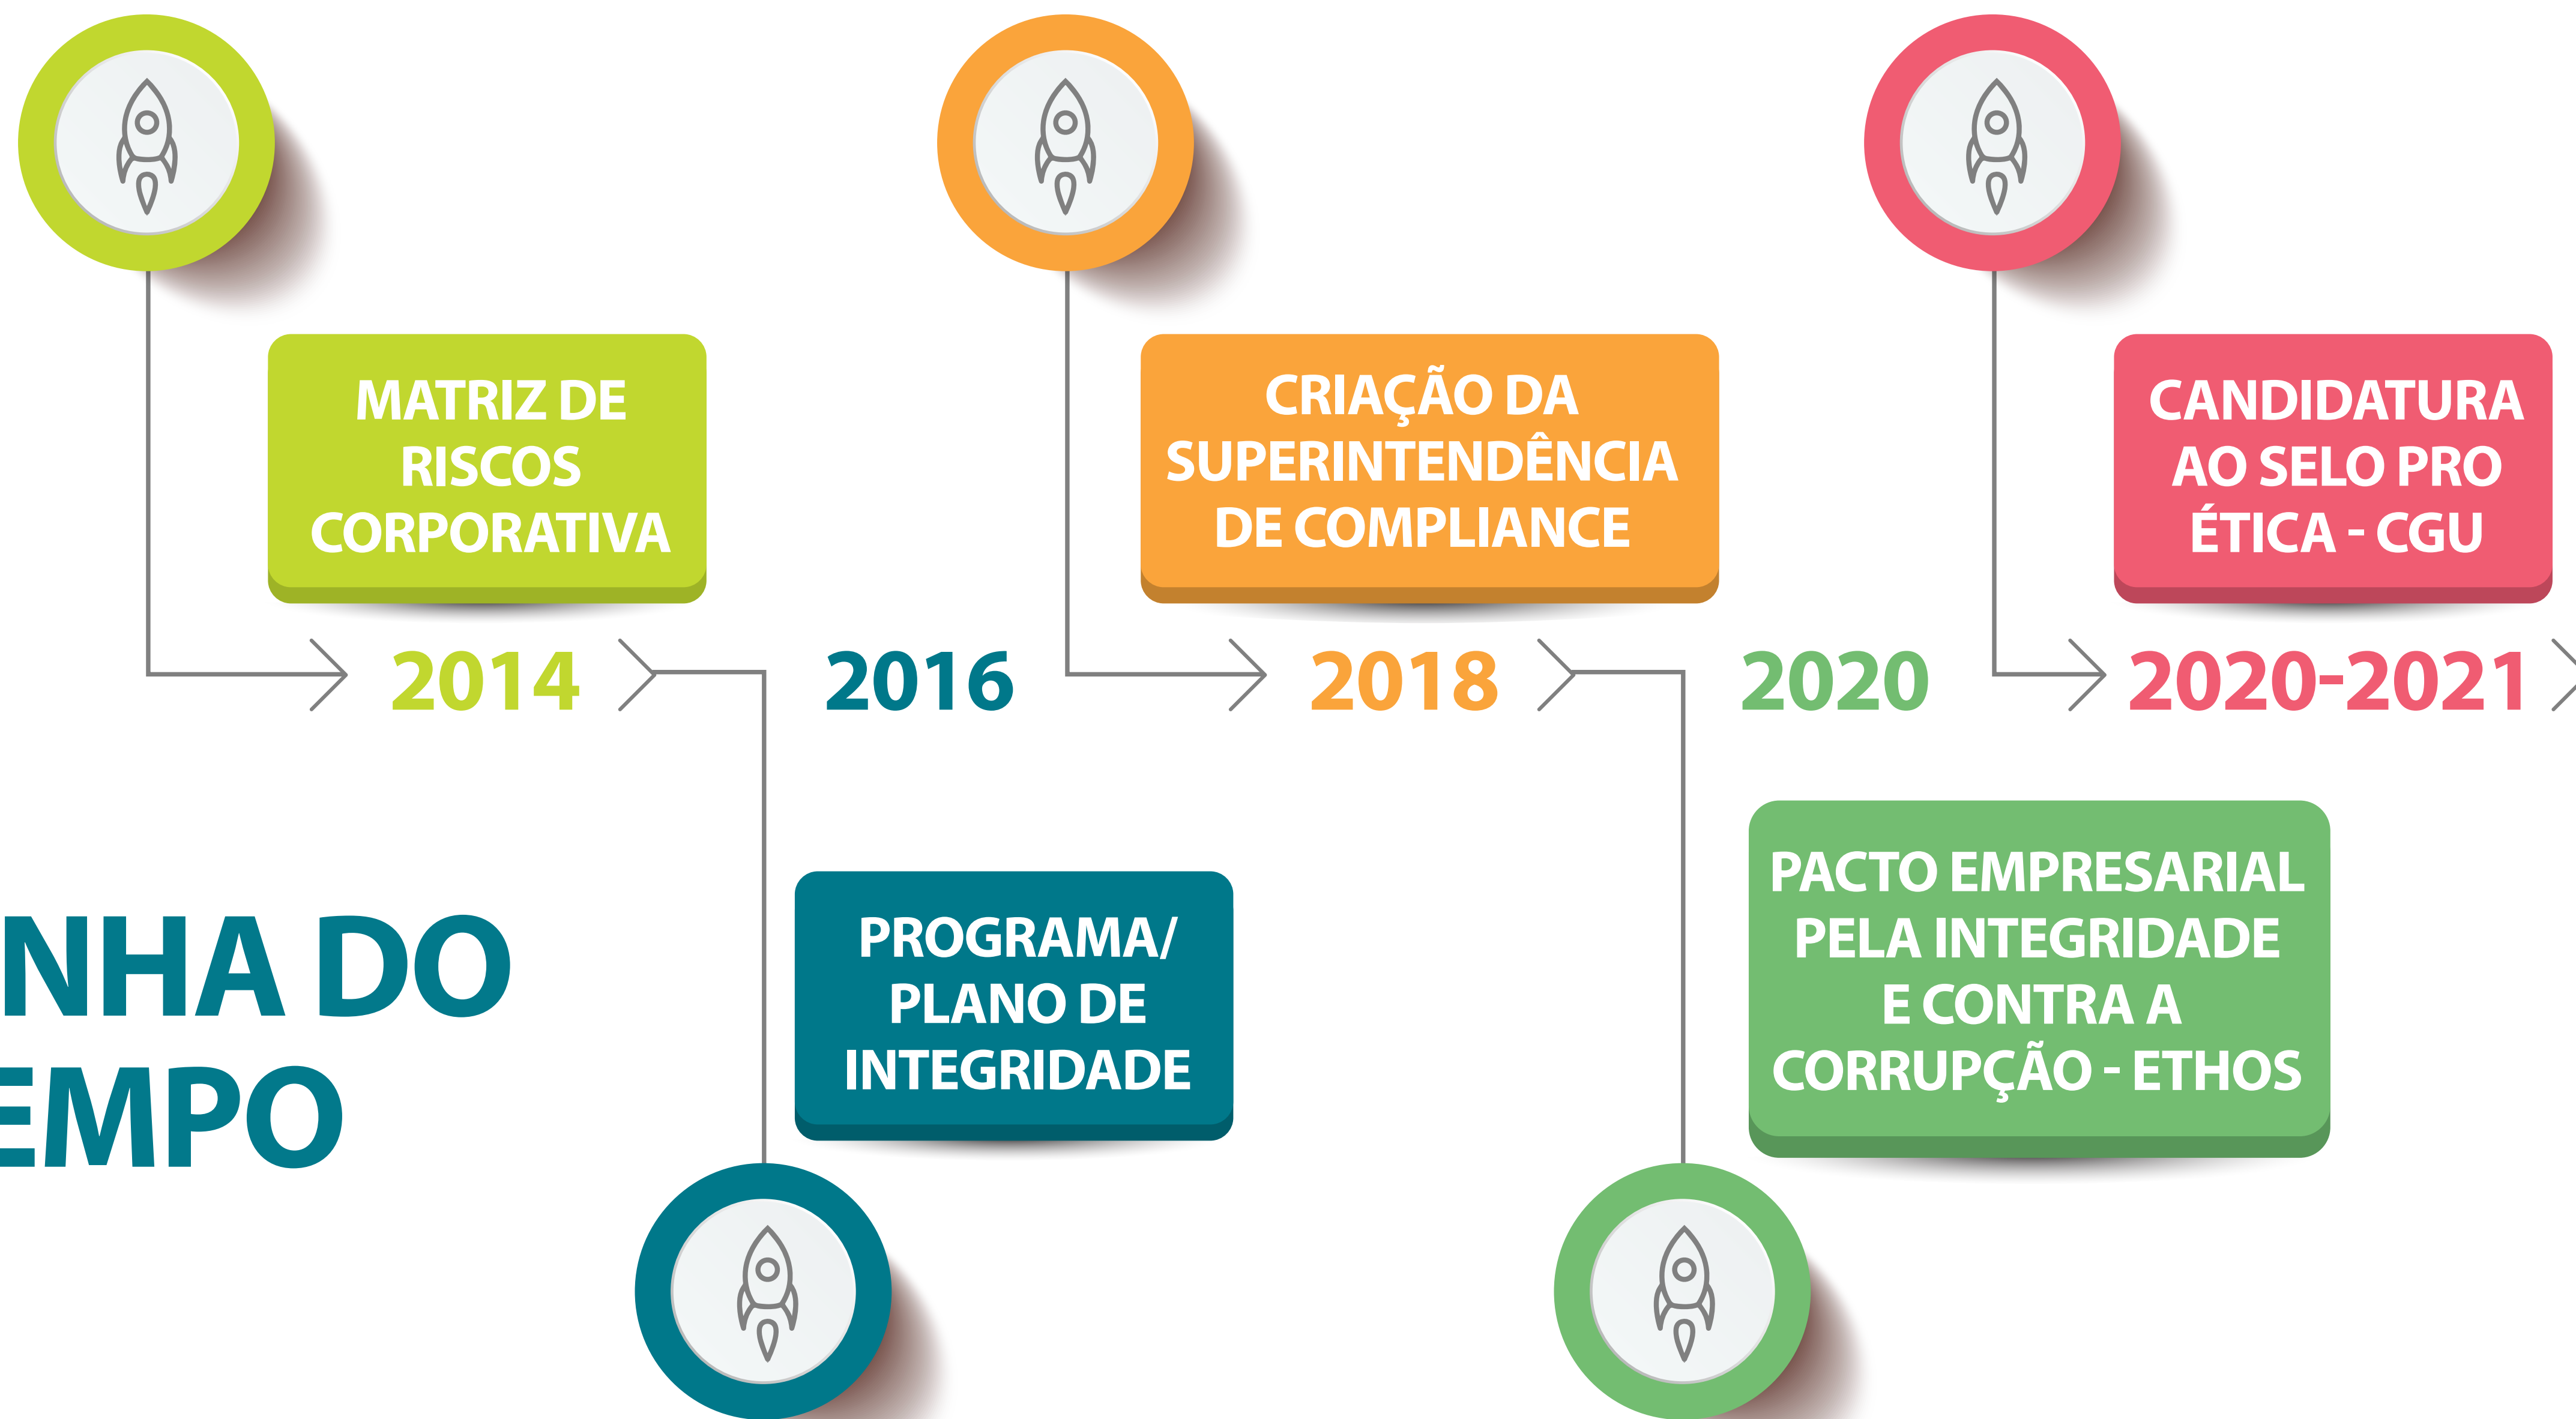 MATRIZ DE
RISCOS
CORPORATIVA
CRIAÇÃO DA
SUPERINTENDÊNCIA
DE COMPLIANCE
CANDIDATURA
AO SELO PRO
ÉTICA - CGU
2014
2016
2018
2020
2020-2021
NHA DO
EMPO
PROGRAMA/
PLANO DE
INTEGRIDADE
PACTO EMPRESARIAL
PELA INTEGRIDADE
E CONTRA A
CORRUPÇÃO - ETHOS